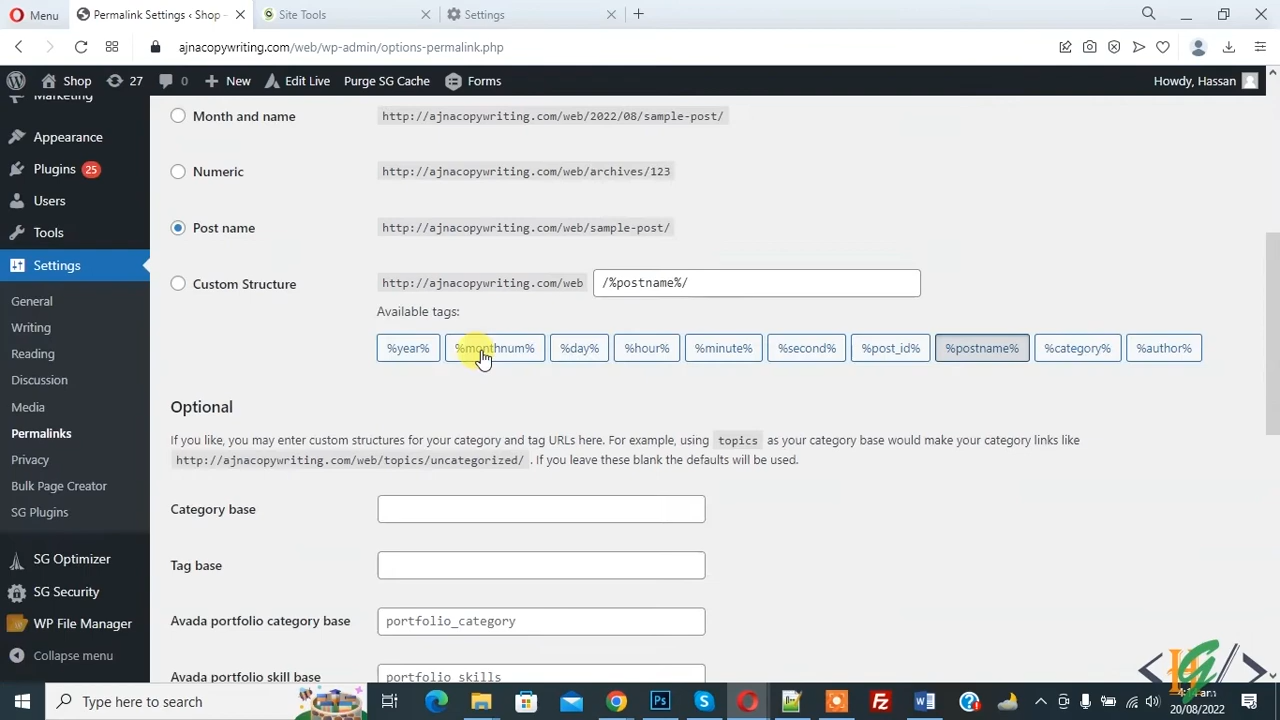 Menu
Permalink Settings ‹ Shop -
Site Tools
Settings
ajnacopywriting.com/web/wp-admin/options-permalink.php
Shop
27
0
New
Edit Live
Purge SG Cache
Forms
Howdy, Hassan
Marketing
Appearance
Plugins 25
Users
Tools
Settings
General
Writing
Reading
Discussion
Media
Permalinks
Privacy
Bulk Page Creator
SG Plugins
SG Optimizer
SG Security
WP File Manager
Collapse menu
Month and name http://ajnacopywriting.com/web/2022/08/sample-post/
Numeric http://ajnacopywriting.com/web/archives/123
Post name http://ajnacopywriting.com/web/sample-post/
Custom Structure http://ajnacopywriting.com/web /%postname%/
Available tags:
%year% %monthnum% %day% %hour% %minute% %second% %post_id% %postname% %category% %author%
Optional
If you like, you may enter custom structures for your category and tag URLs here. For example, using topics as your category base would make your category links like
http://ajnacopywriting.com/web/topics/uncategorized/ . If you leave these blank the defaults will be used.
Category base
Tag base
Avada portfolio category base portfolio_category
Avada portfolio skill base portfolio_skills
Type here to search
20/08/2022